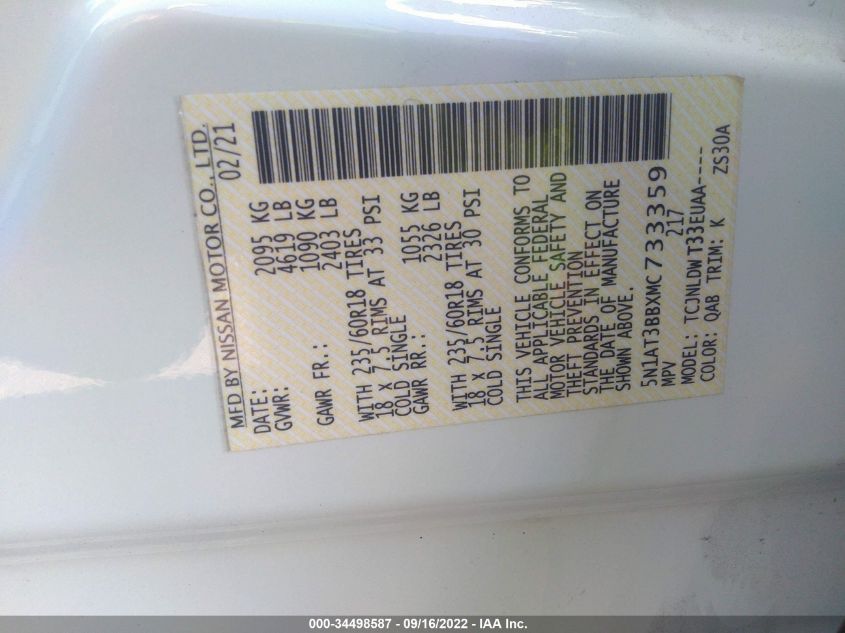 MFD BY NISSAN MOTOR CO., LTD.
DATE: 02/21
GVWR: 2095 KG
4619 LB
GAWR FR.: 1090 KG
2403 LB
WITH 235/60R18 TIRES
18 X 7.5 RIMS AT 33 PSI
COLD SINGLE
GAWR RR.: 1055 KG
2326 LB
WITH 235/60R18 TIRES
18 X 7.5 RIMS AT 30 PSI
COLD SINGLE
THIS VEHICLE CONFORMS TO
ALL APPLICABLE FEDERAL
MOTOR VEHICLE SAFETY AND
THEFT PREVENTION
STANDARDS IN EFFECT ON
THE DATE OF MANUFACTURE
SHOWN ABOVE.
5N1AT3BBXMC733359
MPV 217
MODEL: TCJNLDWT33EUAA----
COLOR: QAB TRIM: K ZS30A
000-34498587 - 09/16/2022 - IAA Inc.